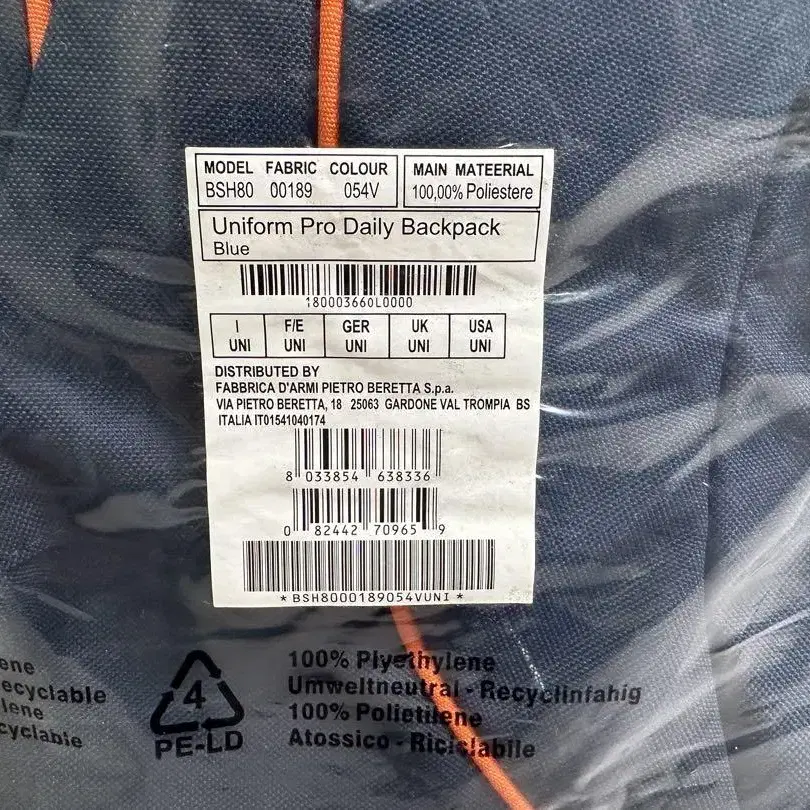 MODEL FABRIC COLOUR
BSH80 00189 054V
MAIN MATEERIAL
100,00% Poliestere
Uniform Pro Daily Backpack
Blue
180003660L0000
I F/E GER UK USA
UNI UNI UNI UNI UNI
DISTRIBUTED BY
FABBRICA D'ARMI PIETRO BERETTA S.p.a.
VIA PIETRO BERETTA, 18 25063 GARDONE VAL TROMPIA BS
ITALIA IT01541040174
8 033854 638336
0 82442 70965 9
*BSH8000189054VUNI*
ene
ecyclable
lene
cyclable
4
PE-LD
100% Plyethylene
Umweltneutral - Recyclinfahig
100% Polietilene
Atossico - Riciclabile